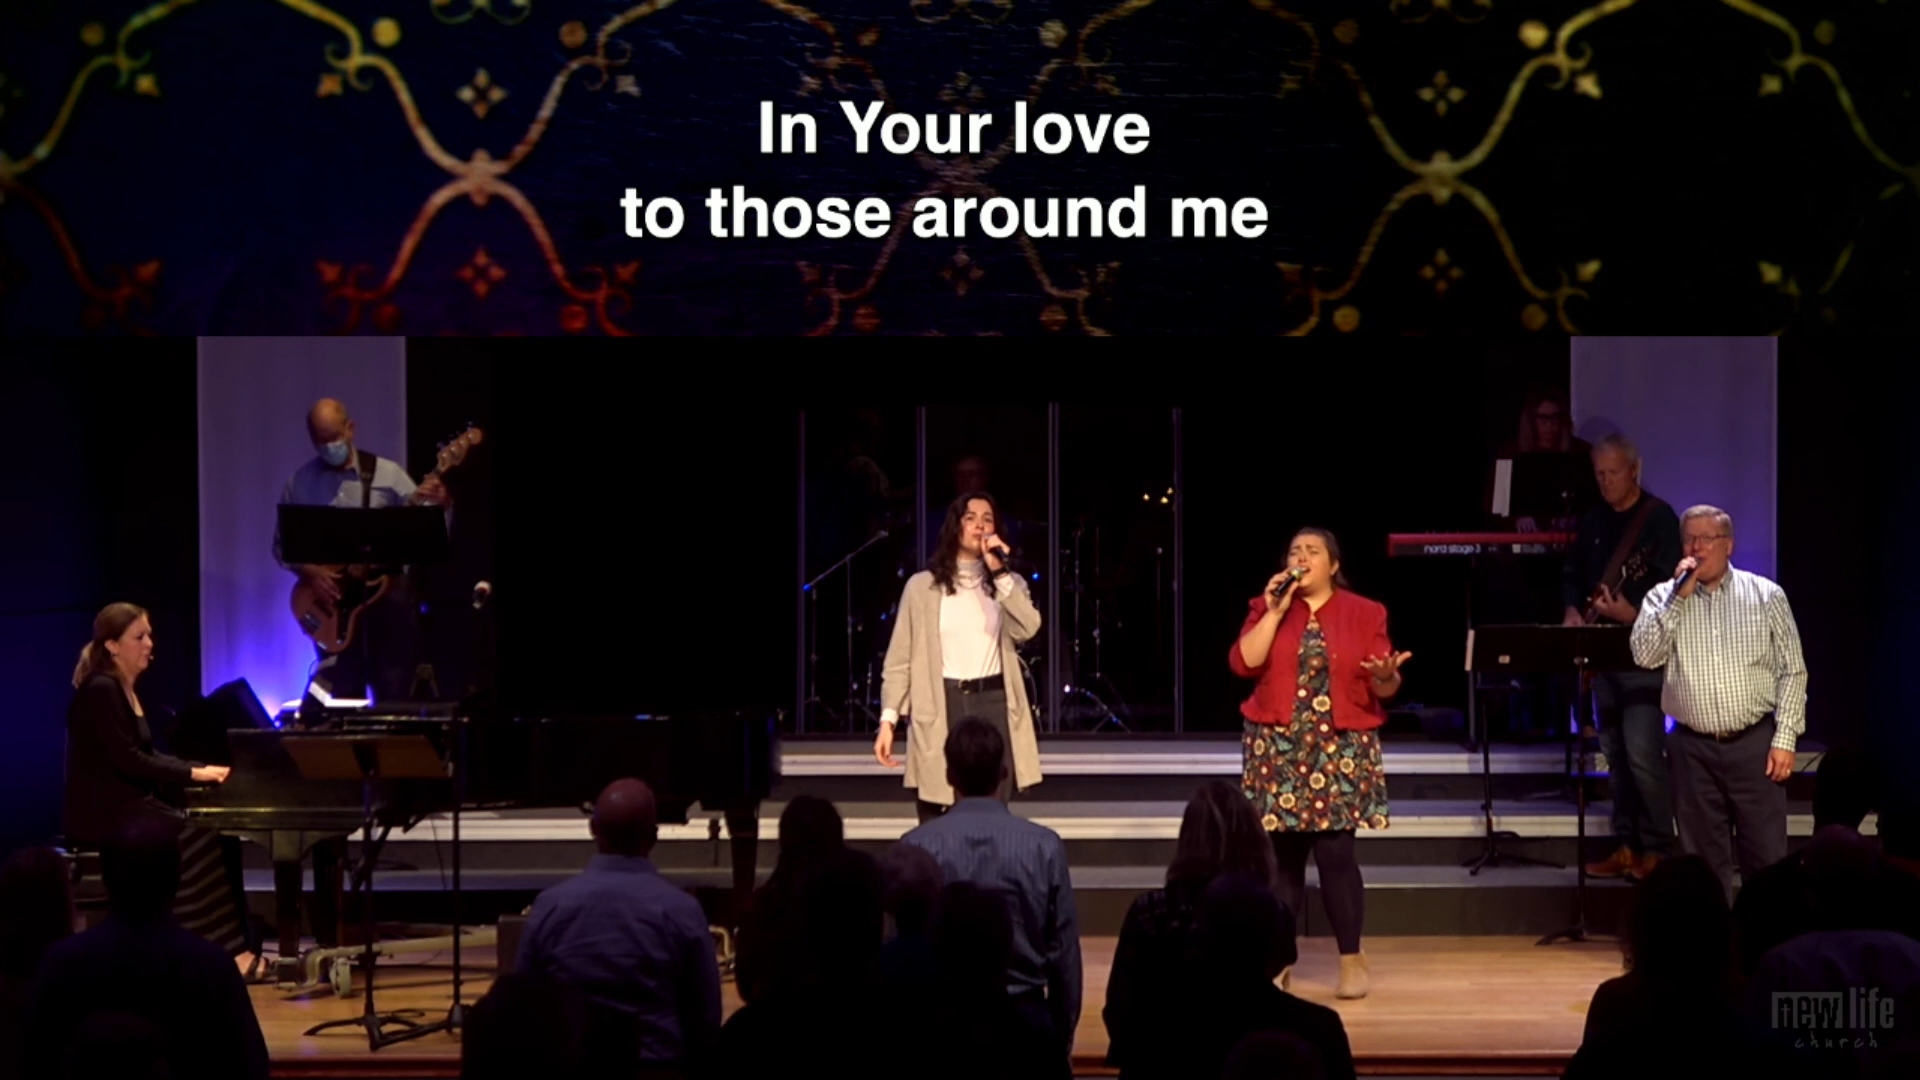 In Your love
to those around me
nord stage 3
new life
church